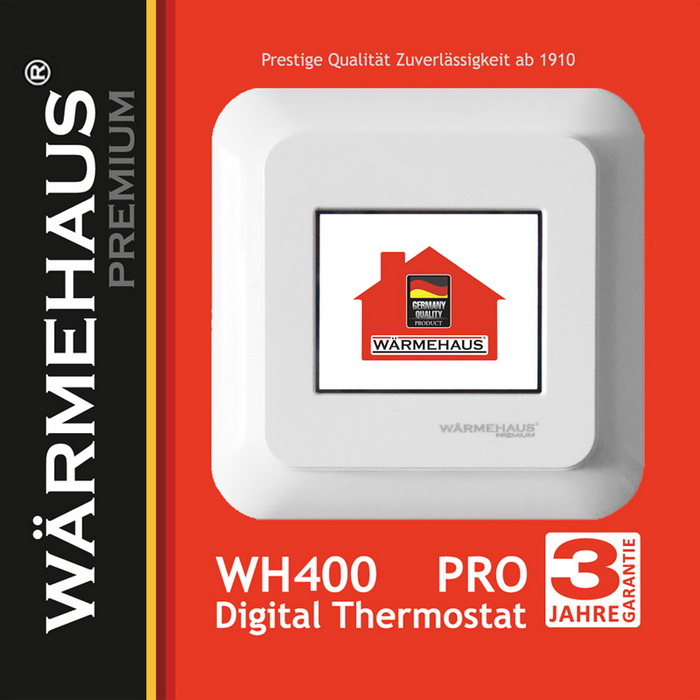 WÄRMEHAUS®
PREMIUM
Prestige Qualität Zuverlässigkeit ab 1910
GERMANY
QUALITY
PRODUCT
WÄRMEHAUS®
WÄRMEHAUS®
PREMIUM
WH400 PRO
Digital Thermostat
3
JAHRE
GARANTIE